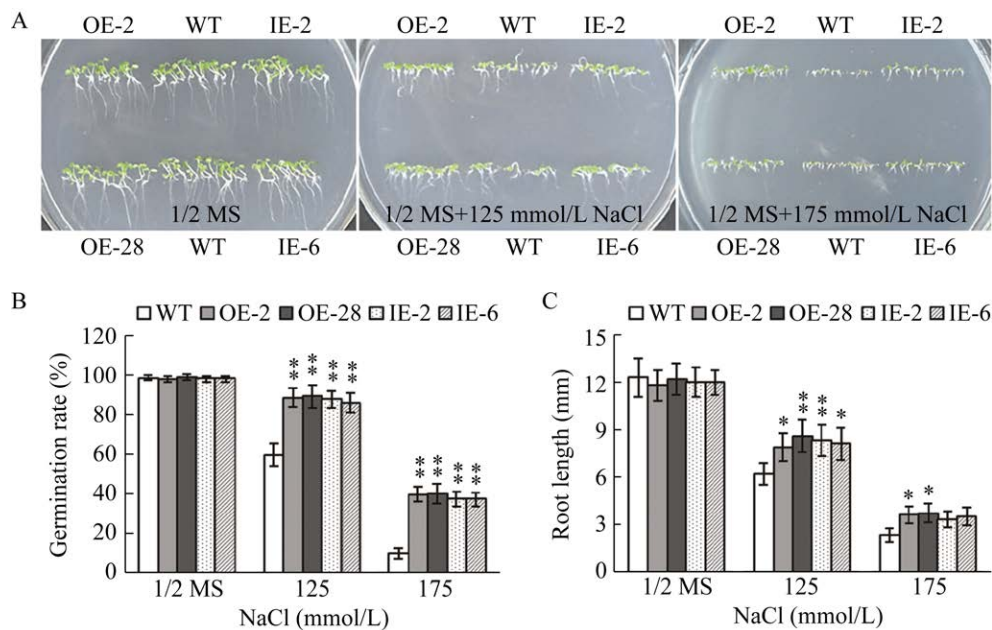 A
OE-2 WT IE-2 OE-2 WT IE-2 OE-2 WT IE-2
1/2 MS 1/2 MS+125 mmol/L NaCl 1/2 MS+175 mmol/L NaCl
OE-28 WT IE-6 OE-28 WT IE-6 OE-28 WT IE-6
B
WT OE-2 OE-28 IE-2 IE-6
Germination rate (%)
120
100
80
60
40
20
0
** ** ** **
** ** ** **
1/2 MS 125 175
NaCl (mmol/L)
C
WT OE-2 OE-28 IE-2 IE-6
Root length (mm)
15
12
9
6
3
0
* ** ** *
* *
1/2 MS 125 175
NaCl (mmol/L)